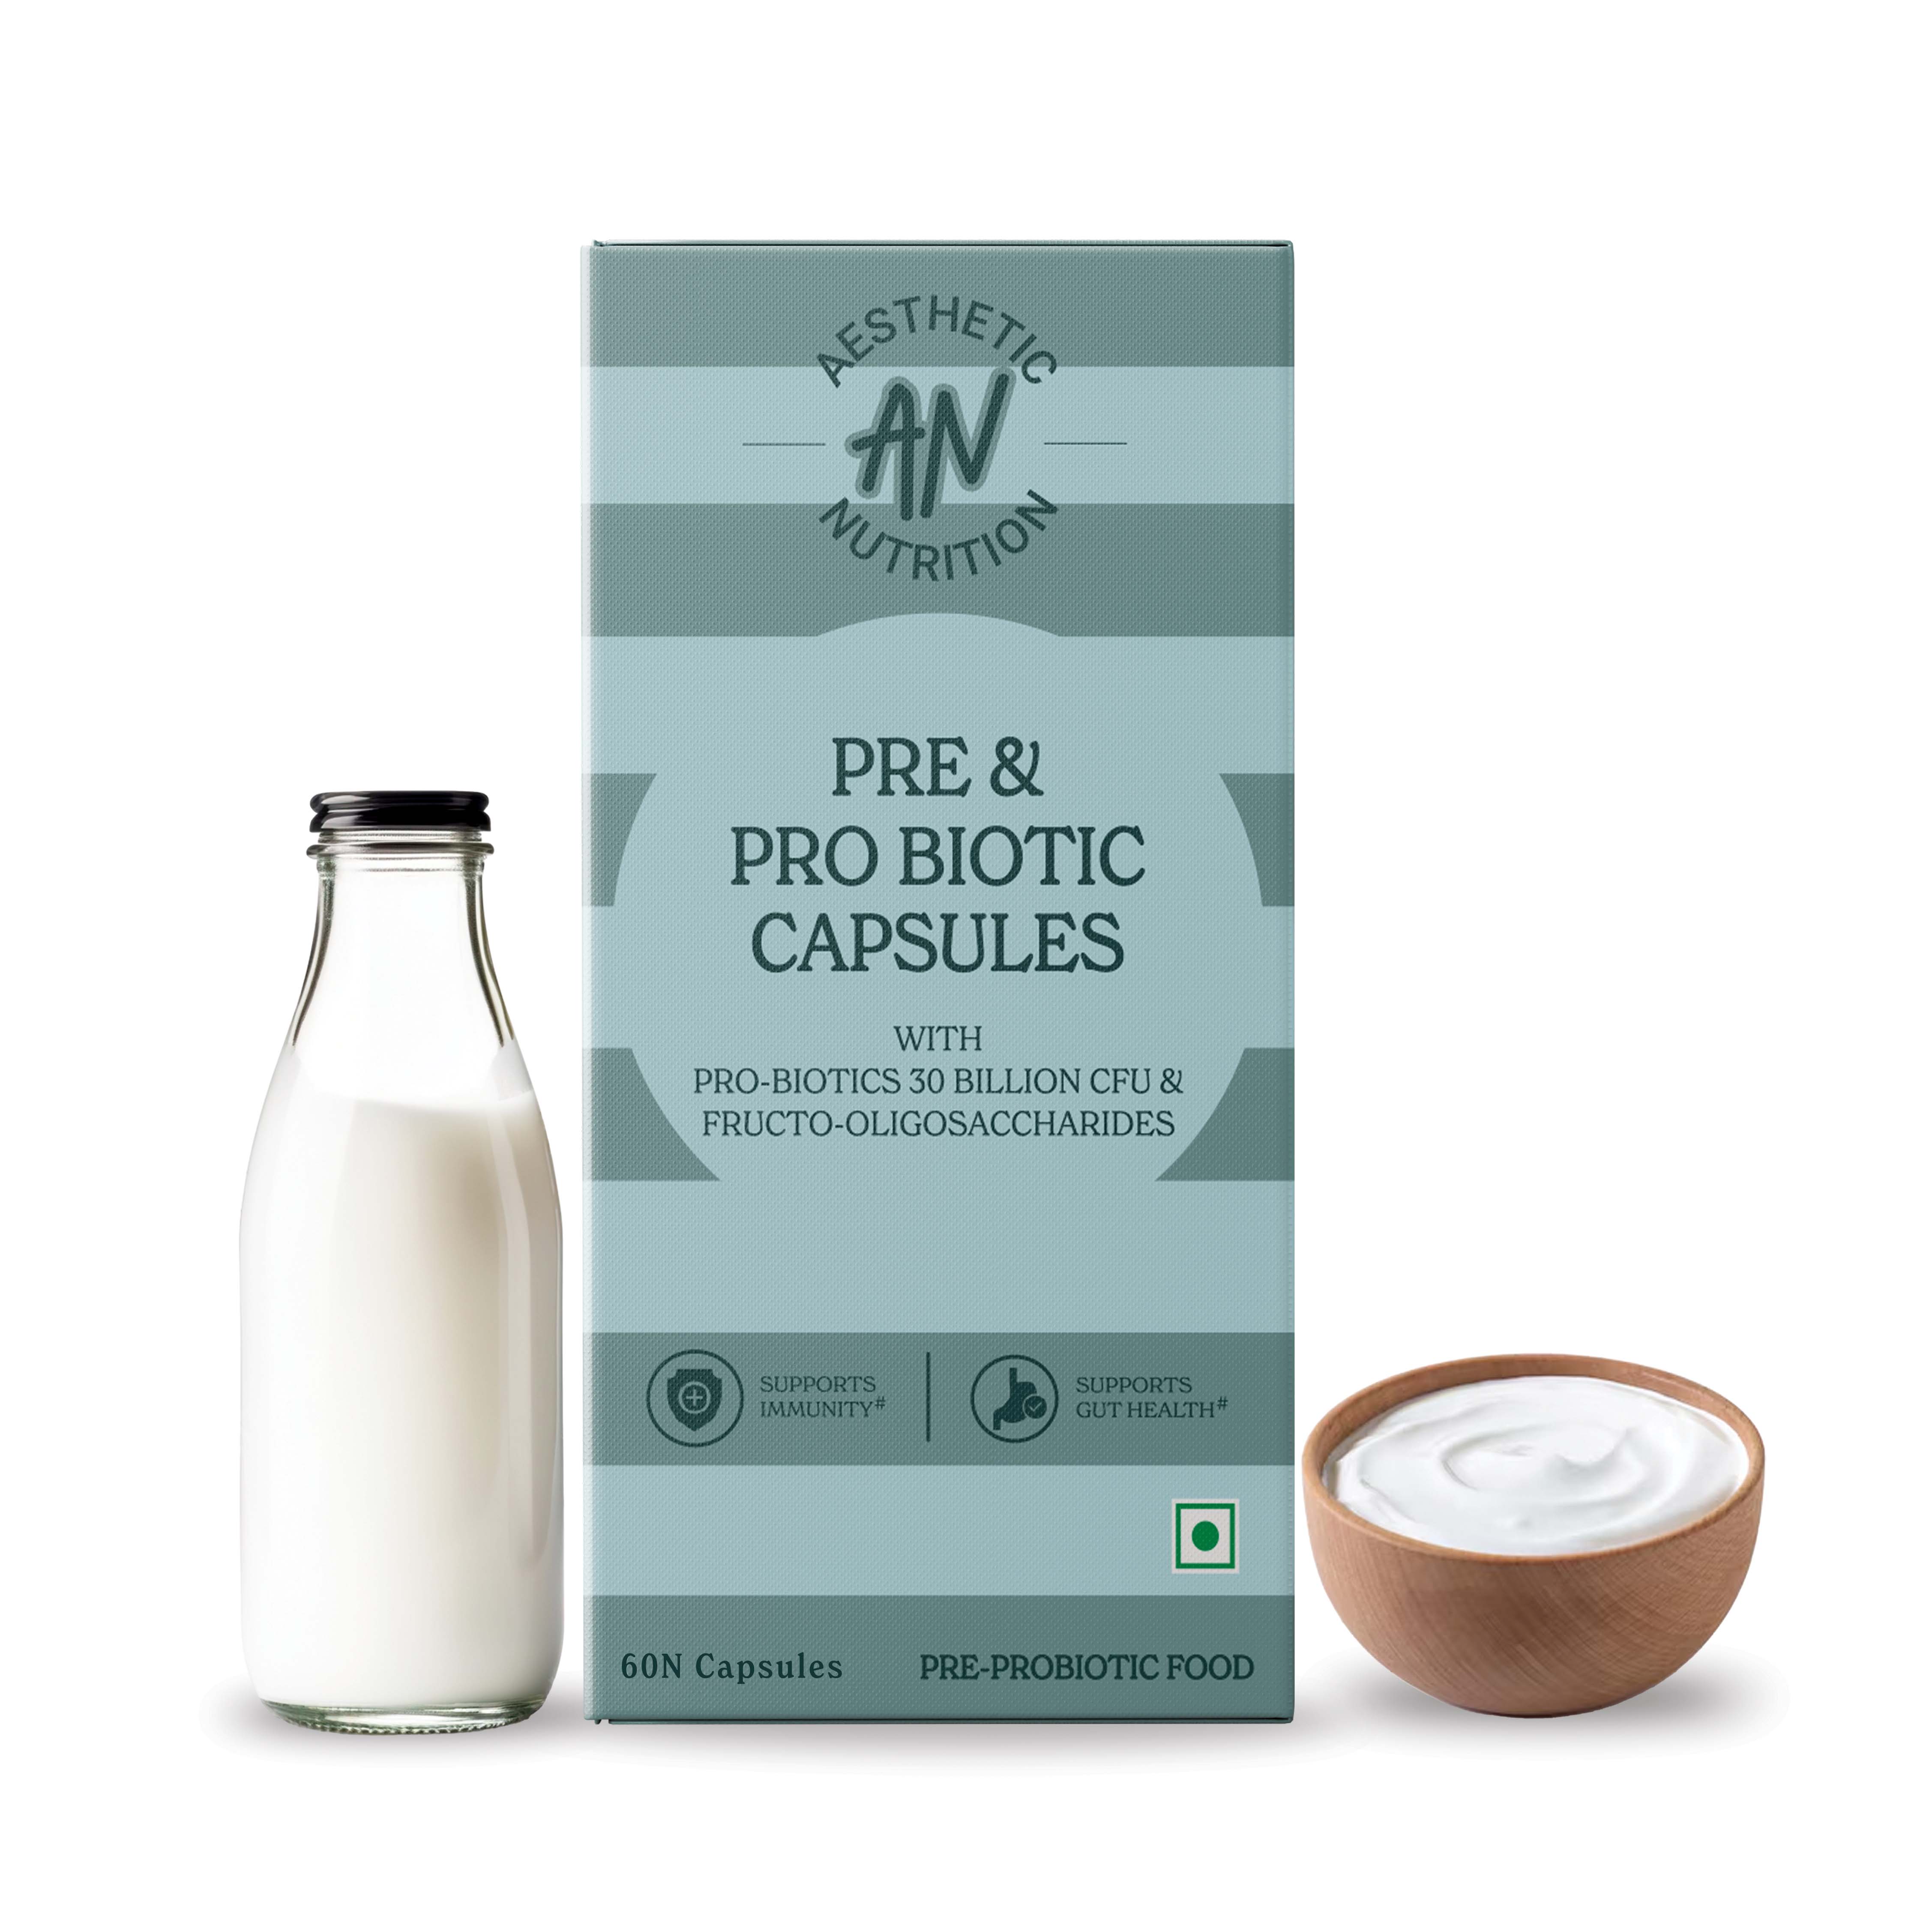 AESTHETIC
AN
NUTRITION
PRE &
PRO BIOTIC
CAPSULES
WITH
PRO-BIOTICS 30 BILLION CFU &
FRUCTO-OLIGOSACCHARIDES
SUPPORTS
IMMUNITY#
SUPPORTS
GUT HEALTH#
60N Capsules
PRE-PROBIOTIC FOOD